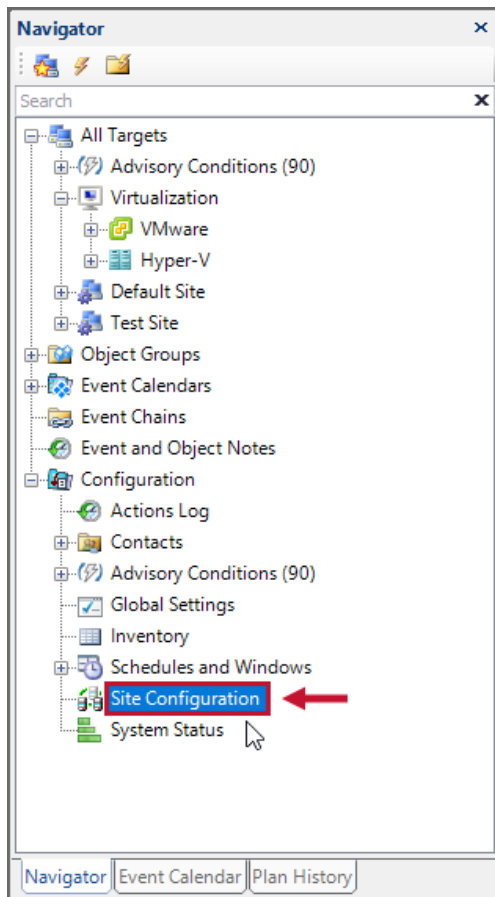 Navigator
Search
All Targets
Advisory Conditions (90)
Virtualization
VMware
Hyper-V
Default Site
Test Site
Object Groups
Event Calendars
Event Chains
Event and Object Notes
Configuration
Actions Log
Contacts
Advisory Conditions (90)
Global Settings
Inventory
Schedules and Windows
Site Configuration
System Status
Navigator Event Calendar Plan History